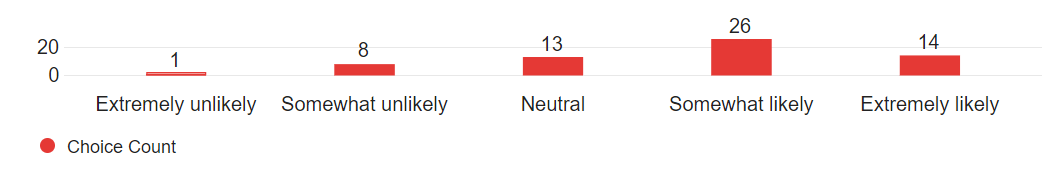 26
20
1
8
13
14
0
Extremely unlikely
Somewhat unlikely
Neutral
Somewhat likely
Extremely likely
Choice Count